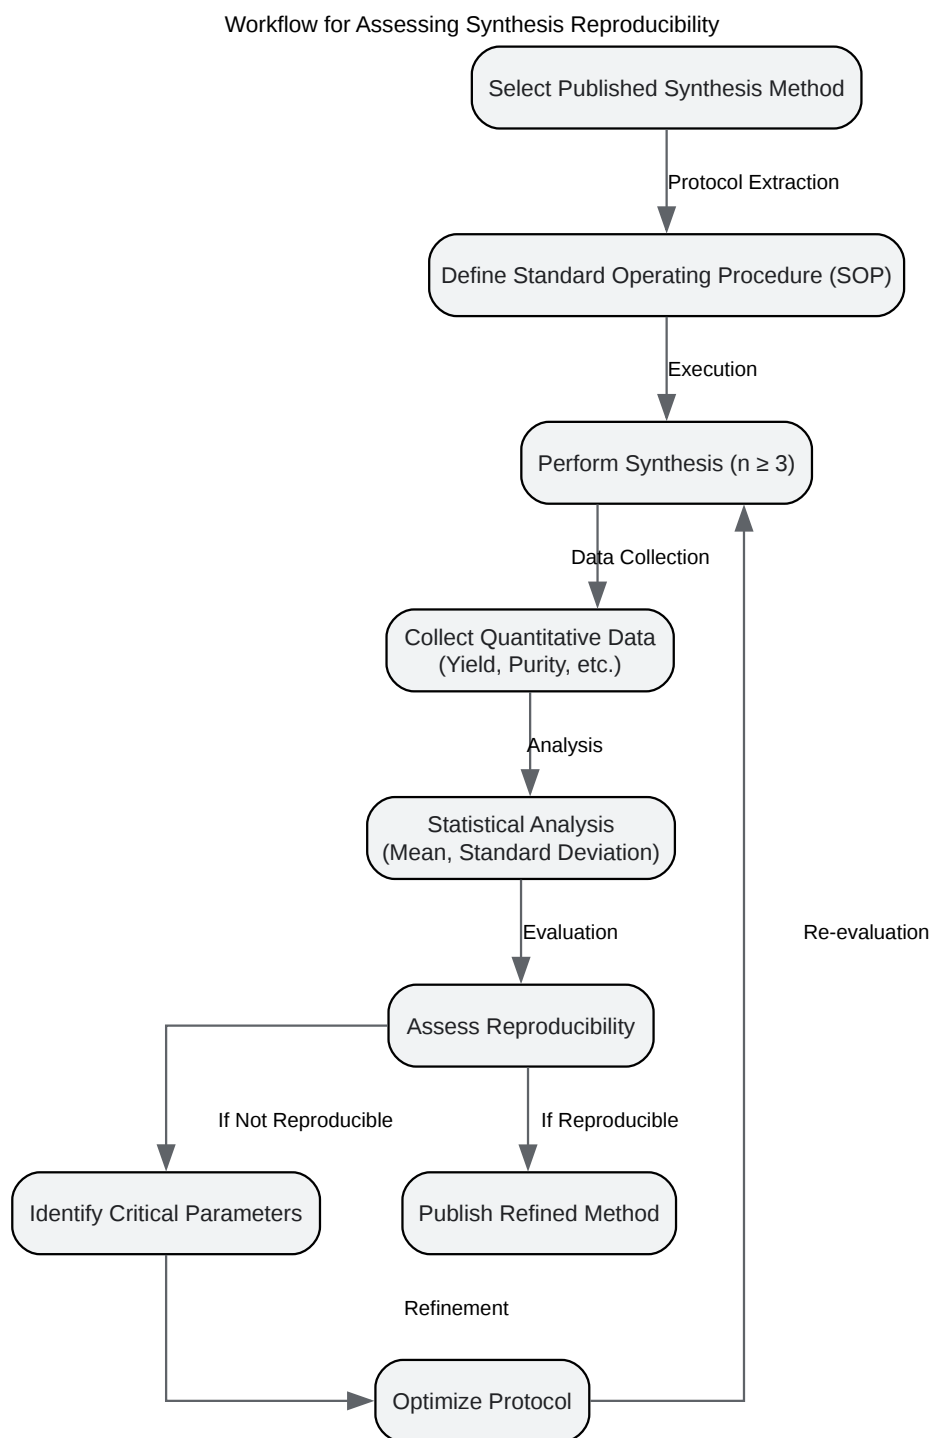 Workflow for Assessing Synthesis Reproducibility
Select Published Synthesis Method
Protocol Extraction
Define Standard Operating Procedure (SOP)
Execution
Perform Synthesis (n ≥ 3)
Data Collection
Collect Quantitative Data
(Yield, Purity, etc.)
Analysis
Statistical Analysis
(Mean, Standard Deviation)
Evaluation
Re-evaluation
Assess Reproducibility
If Not Reproducible
If Reproducible
Identify Critical Parameters
Publish Refined Method
Refinement
Optimize Protocol